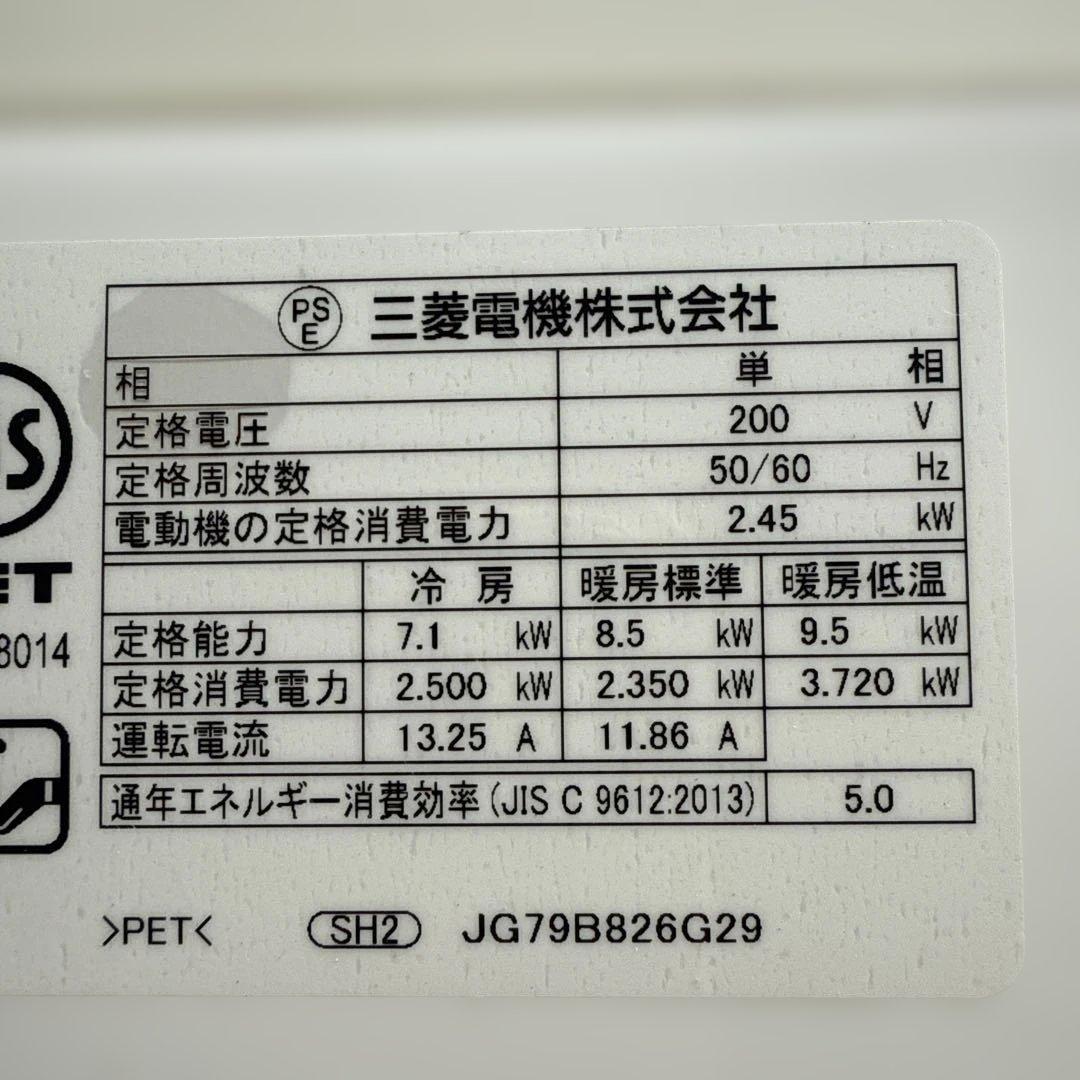 PS E 三菱電機株式会社
相 単 相
定格電圧 200 V
定格周波数 50/60 Hz
電動機の定格消費電力 2.45 kW
冷 房 暖房標準 暖房低温
定格能力 7.1 kW 8.5 kW 9.5 kW
定格消費電力 2.500 kW 2.350 kW 3.720 kW
運転電流 13.25 A 11.86 A
通年エネルギー消費効率(JIS C 9612:2013) 5.0
S
ET
8014
>PET< SH2 JG79B826G29